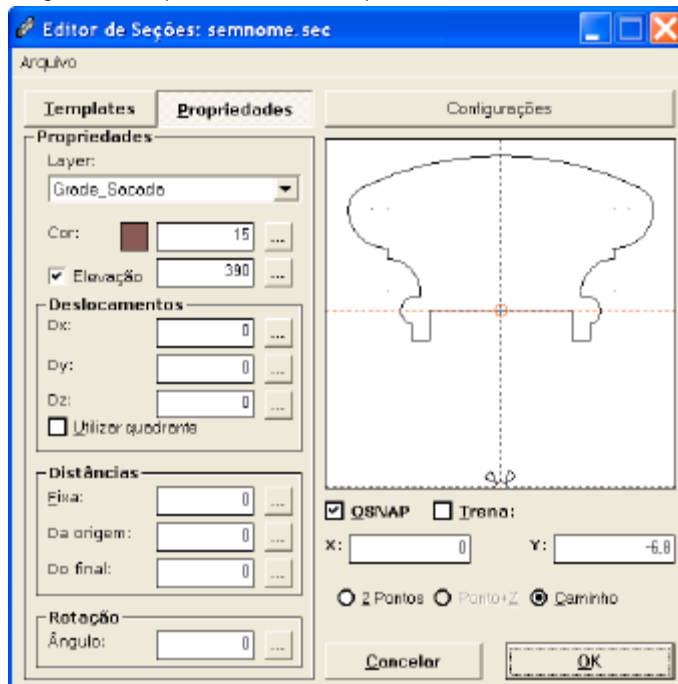 Editor de Seções: semnome.sec
Arquivo
Templates
Propriedades
Configurações
Propriedades
Layer:
Grade_Sacada
Cor:
15
...
Elevação
390
...
Deslocamentos
Dx:
0
...
Dy:
0
...
Dz:
0
...
Utilizar quadrante
Distâncias
Fixa:
0
...
Da origem:
0
...
Do final:
0
...
Rotação
Ângulo:
0
...
OSNAP
Trena:
X:
0
Y:
-6.8
2 Pontos
Ponto+Z
Caminho
Cancelar
OK